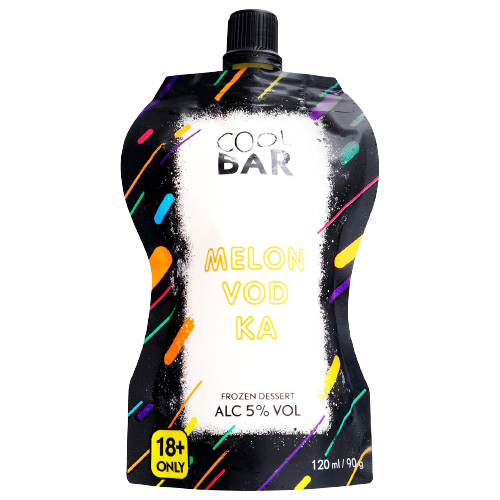 COOL
BAR
MELON
VOD
KA
FROZEN DESSERT
ALC 5% VOL
18+
ONLY
120 ml / 90 g